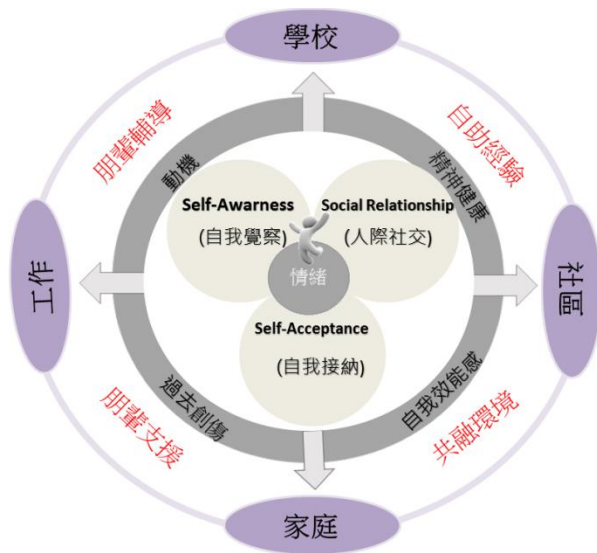 學校
朋輩輔導
自助經驗
動機
精神健康
Self-Awarness
(自我覺察)
Social Relationship
(人際社交)
情緒
工作
社區
Self-Acceptance
(自我接納)
過去創傷
自我效能感
朋輩支援
共融環境
家庭